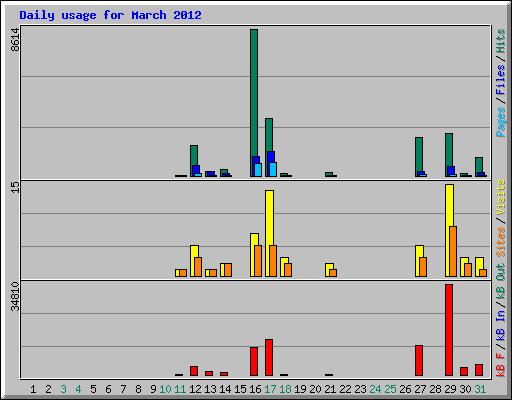 Daily usage for March 2012
8614
Pages / Files / Hits
15
Sites / Visits
34810
kB F / kB In / kB Out
1 2 3 4 5 6 7 8 9 10 11 12 13 14 15 16 17 18 19 20 21 22 23 24 25 26 27 28 29 30 31